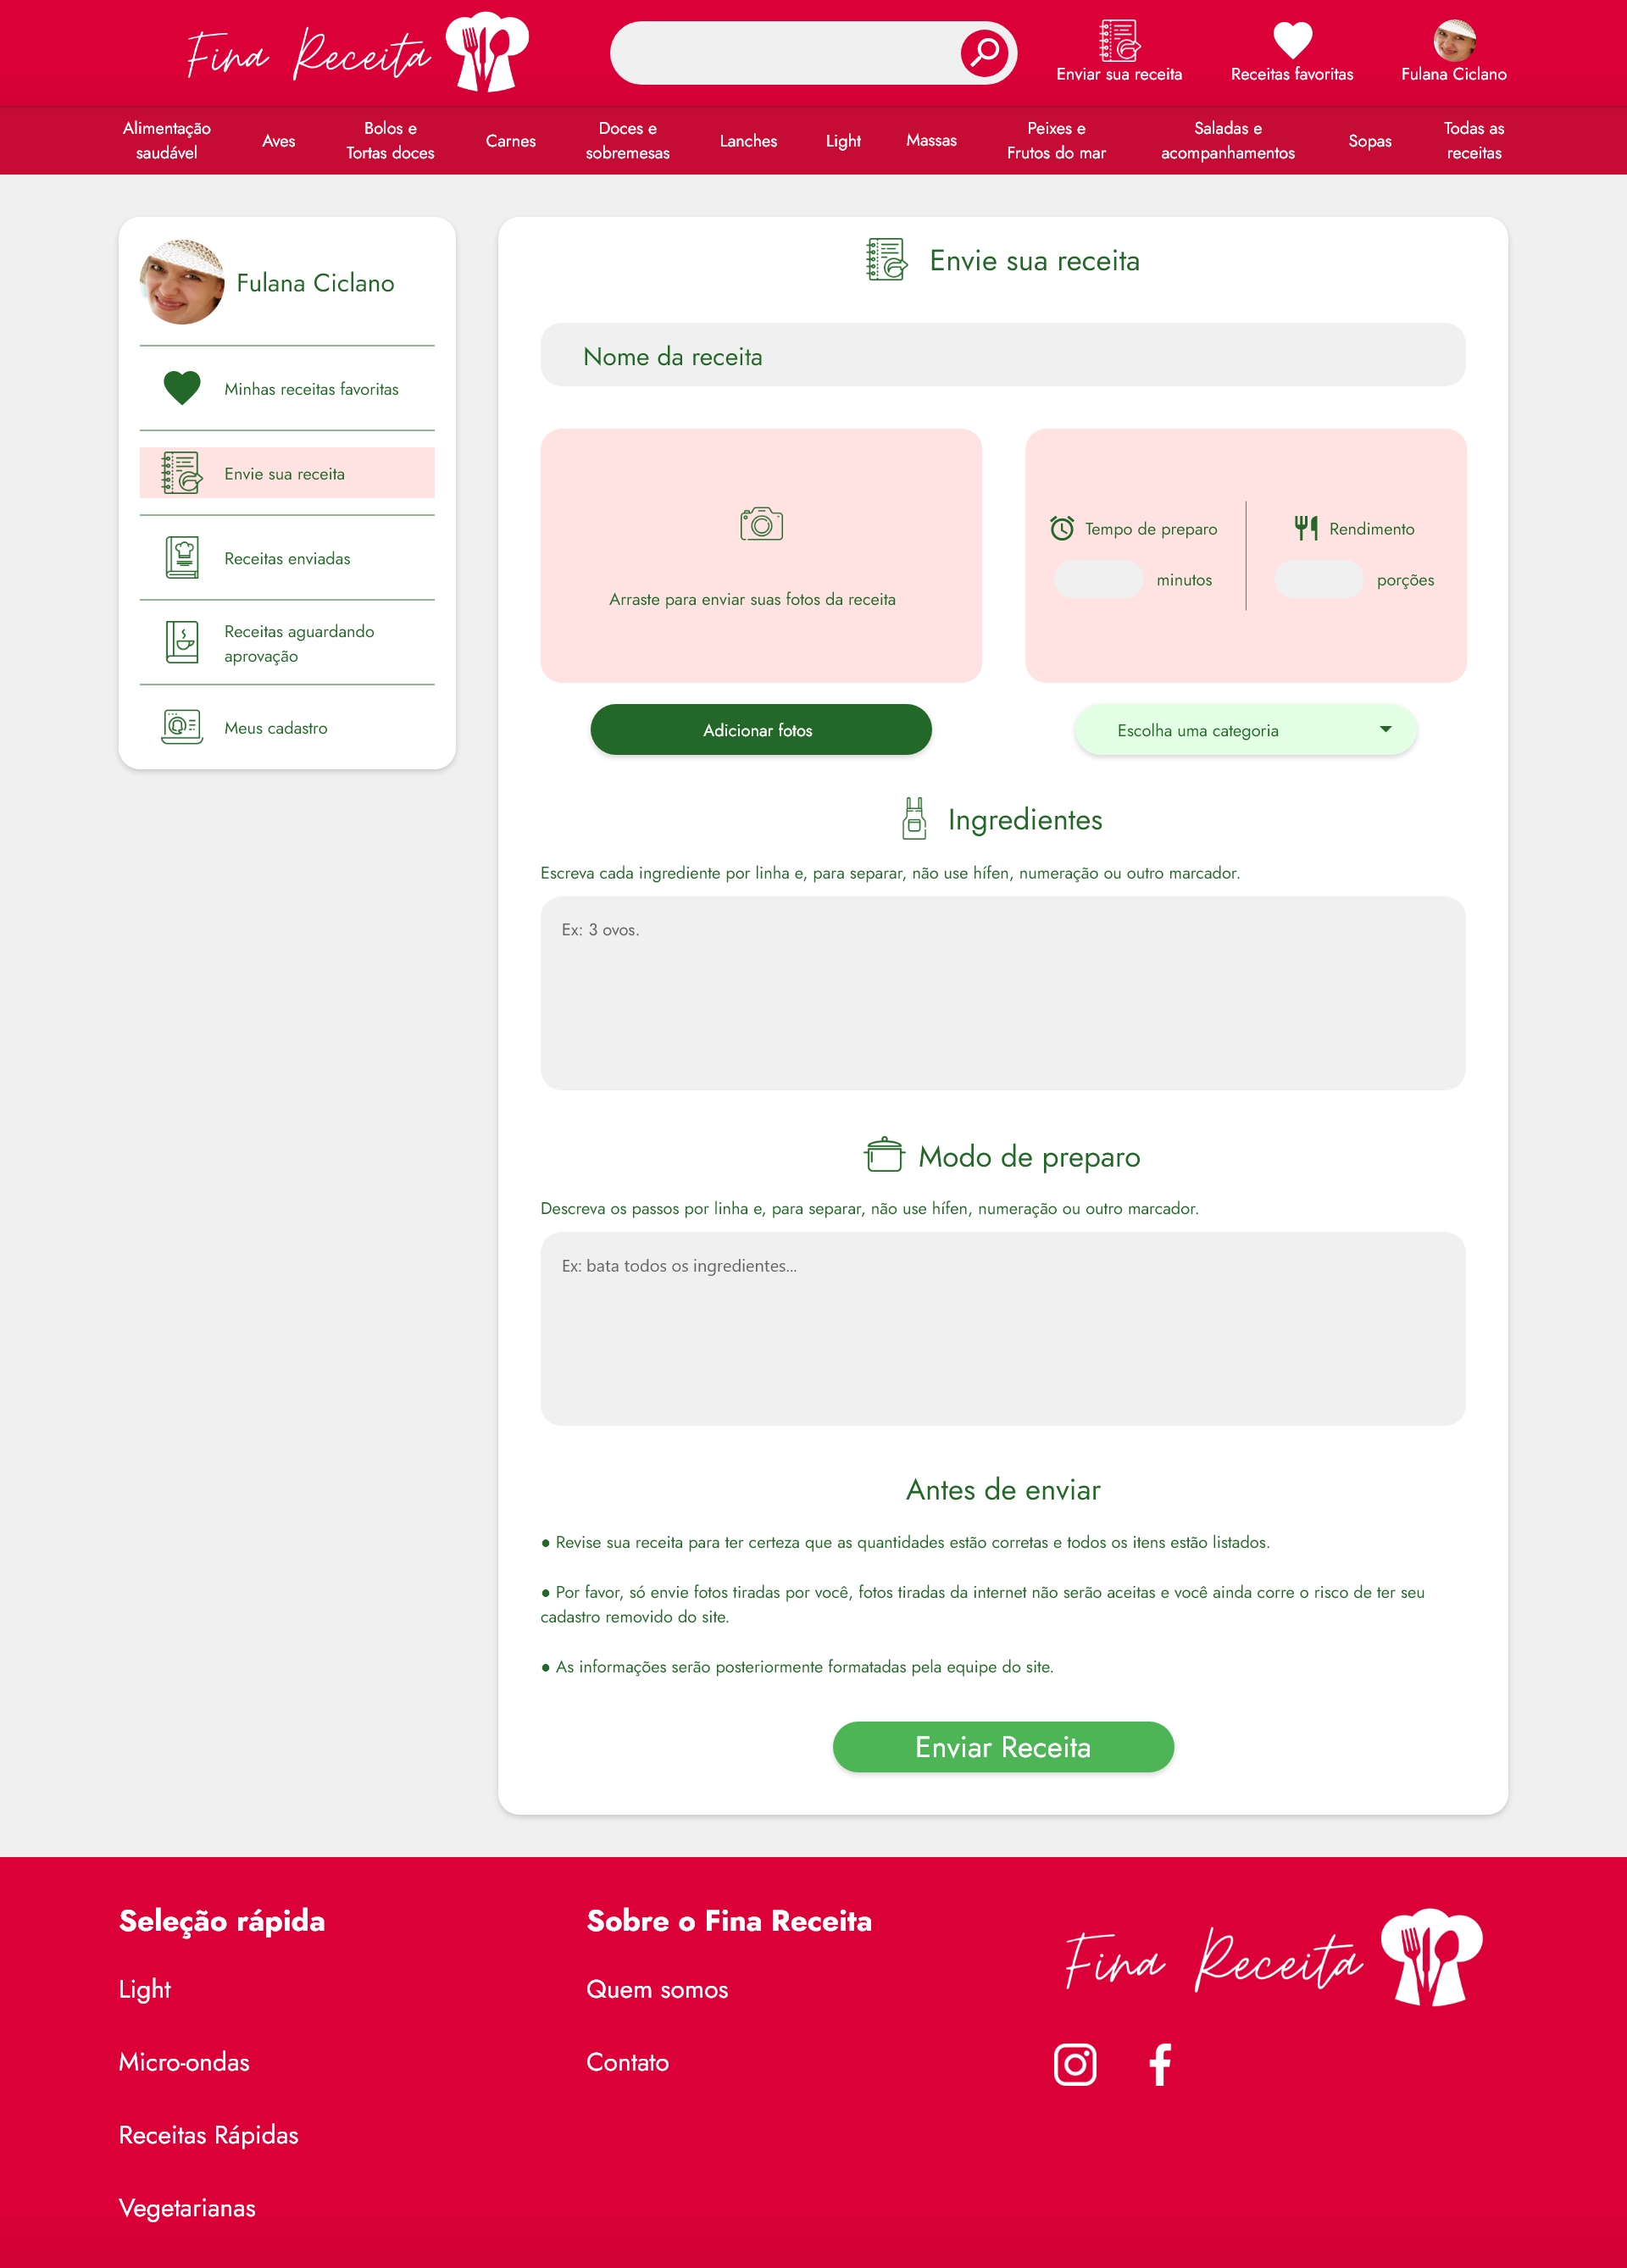 Fina Receita
Enviar sua receita
Receitas favoritas
Fulana Ciclano
Alimentação
saudável
Aves
Bolos e
Tortas doces
Carnes
Doces e
sobremesas
Lanches
Light
Massas
Peixes e
Frutos do mar
Saladas e
acompanhamentos
Sopas
Todas as
receitas
Fulana Ciclano
Minhas receitas favoritas
Envie sua receita
Receitas enviadas
Receitas aguardando
aprovação
Meus cadastro
Envie sua receita
Nome da receita
Arraste para enviar suas fotos da receita
Tempo de preparo
minutos
Rendimento
porções
Adicionar fotos
Escolha uma categoria
Ingredientes
Escreva cada ingrediente por linha e, para separar, não use hífen, numeração ou outro marcador.
Ex: 3 ovos.
Modo de preparo
Descreva os passos por linha e, para separar, não use hífen, numeração ou outro marcador.
Ex: bata todos os ingredientes...
Antes de enviar
● Revise sua receita para ter certeza que as quantidades estão corretas e todos os itens estão listados.
● Por favor, só envie fotos tiradas por você, fotos tiradas da internet não serão aceitas e você ainda corre o risco de ter seu
cadastro removido do site.
● As informações serão posteriormente formatadas pela equipe do site.
Enviar Receita
Seleção rápida
Light
Micro-ondas
Receitas Rápidas
Vegetarianas
Sobre o Fina Receita
Quem somos
Contato
Fina Receita